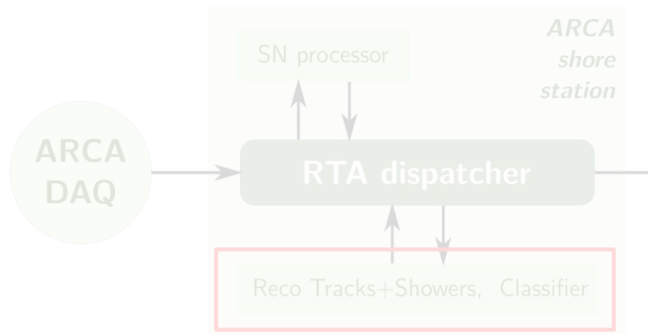 ARCA
shore
station
SN processor
ARCA
DAQ
RTA dispatcher
Reco Tracks+Showers, Classifier